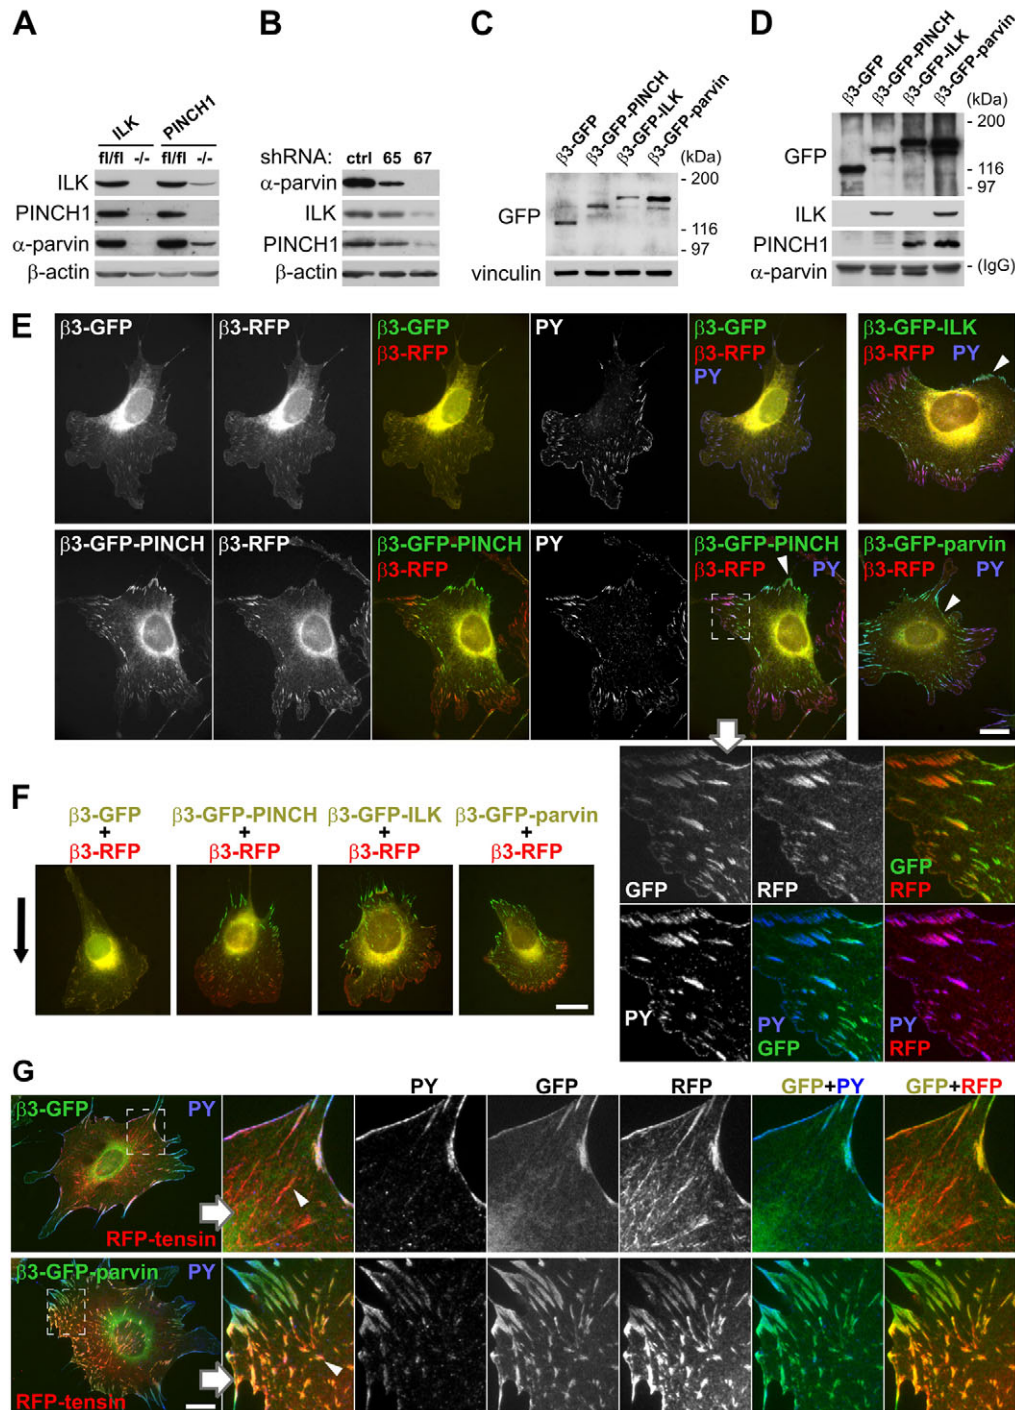 A
ILK
PINCH1
fl/fl -/- fl/fl -/-
ILK
PINCH1
α-parvin
β-actin
B
shRNA: ctrl 65 67
α-parvin
ILK
PINCH1
β-actin
C
β3-GFP
β3-GFP-PINCH
β3-GFP-ILK
β3-GFP-parvin
(kDa)
- 200
GFP
- 116
- 97
vinculin
D
β3-GFP
β3-GFP-PINCH
β3-GFP-ILK
β3-GFP-parvin
(kDa)
- 200
GFP
- 116
- 97
ILK
PINCH1
α-parvin
- (IgG)
E
β3-GFP
β3-RFP
β3-GFP
β3-RFP
PY
β3-GFP
β3-RFP
PY
β3-GFP-ILK
β3-RFP PY
β3-GFP-PINCH
β3-RFP
β3-GFP-PINCH
β3-RFP
PY
β3-GFP-PINCH
β3-RFP PY
β3-GFP-parvin
β3-RFP PY
GFP
RFP
GFP
RFP
PY
PY
GFP
PY
RFP
F
β3-GFP
+
β3-RFP
β3-GFP-PINCH
+
β3-RFP
β3-GFP-ILK
+
β3-RFP
β3-GFP-parvin
+
β3-RFP
G
PY GFP RFP GFP+PY GFP+RFP
β3-GFP PY
RFP-tensin
β3-GFP-parvin PY
RFP-tensin